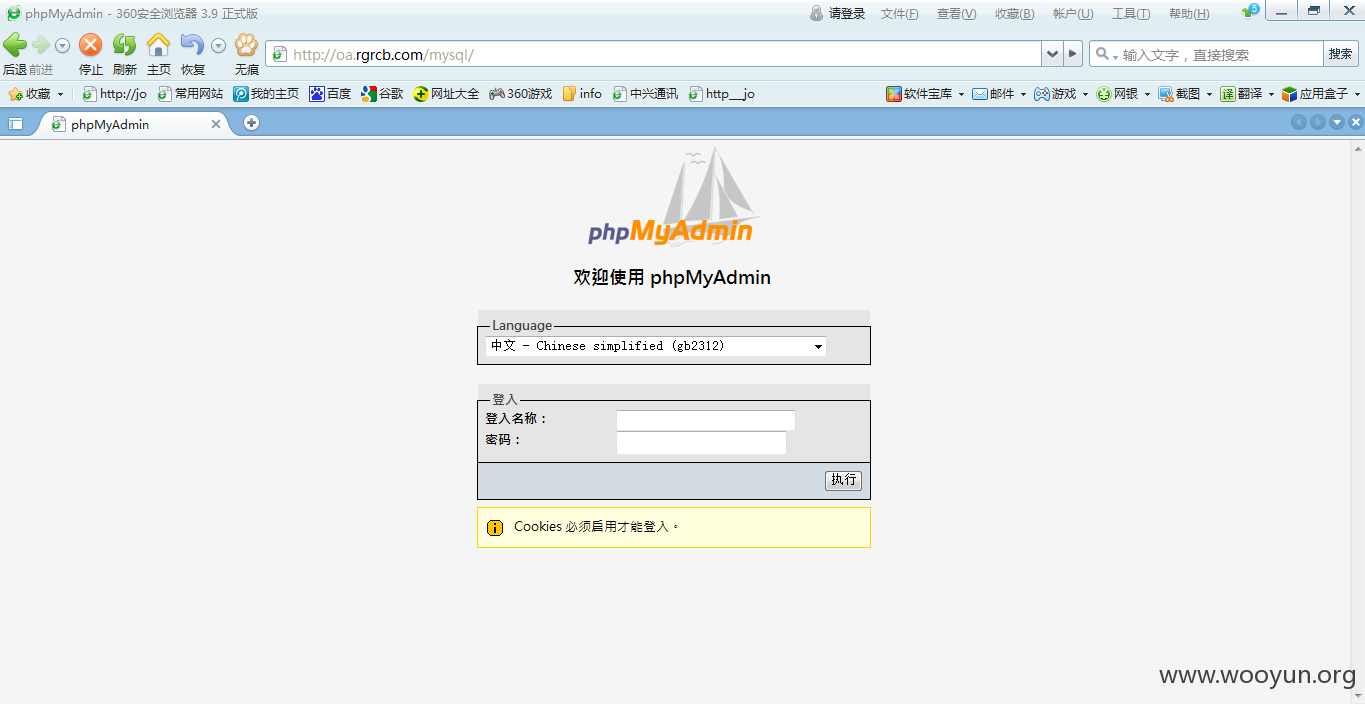 phpMyAdmin - 360安全浏览器 3.9 正式版
请登录 文件(F) 查看(V) 收藏(B) 帐户(U) 工具(T) 帮助(H) 5
后退 前进 停止 刷新 主页 恢复 无痕
http://oa.rgrcb.com/mysql/
输入文字，直接搜索 搜索
收藏 http://jo 常用网站 我的主页 百度 谷歌 网址大全 360游戏 info 中兴通讯 http__jo 软件宝库 邮件 游戏 网银 截图 翻译 应用盒子
phpMyAdmin
phpMyAdmin
欢迎使用 phpMyAdmin
Language
中文 - Chinese simplified (gb2312)
登入
登入名称：
密码：
执行
Cookies 必须启用才能登入。
www.wooyun.org